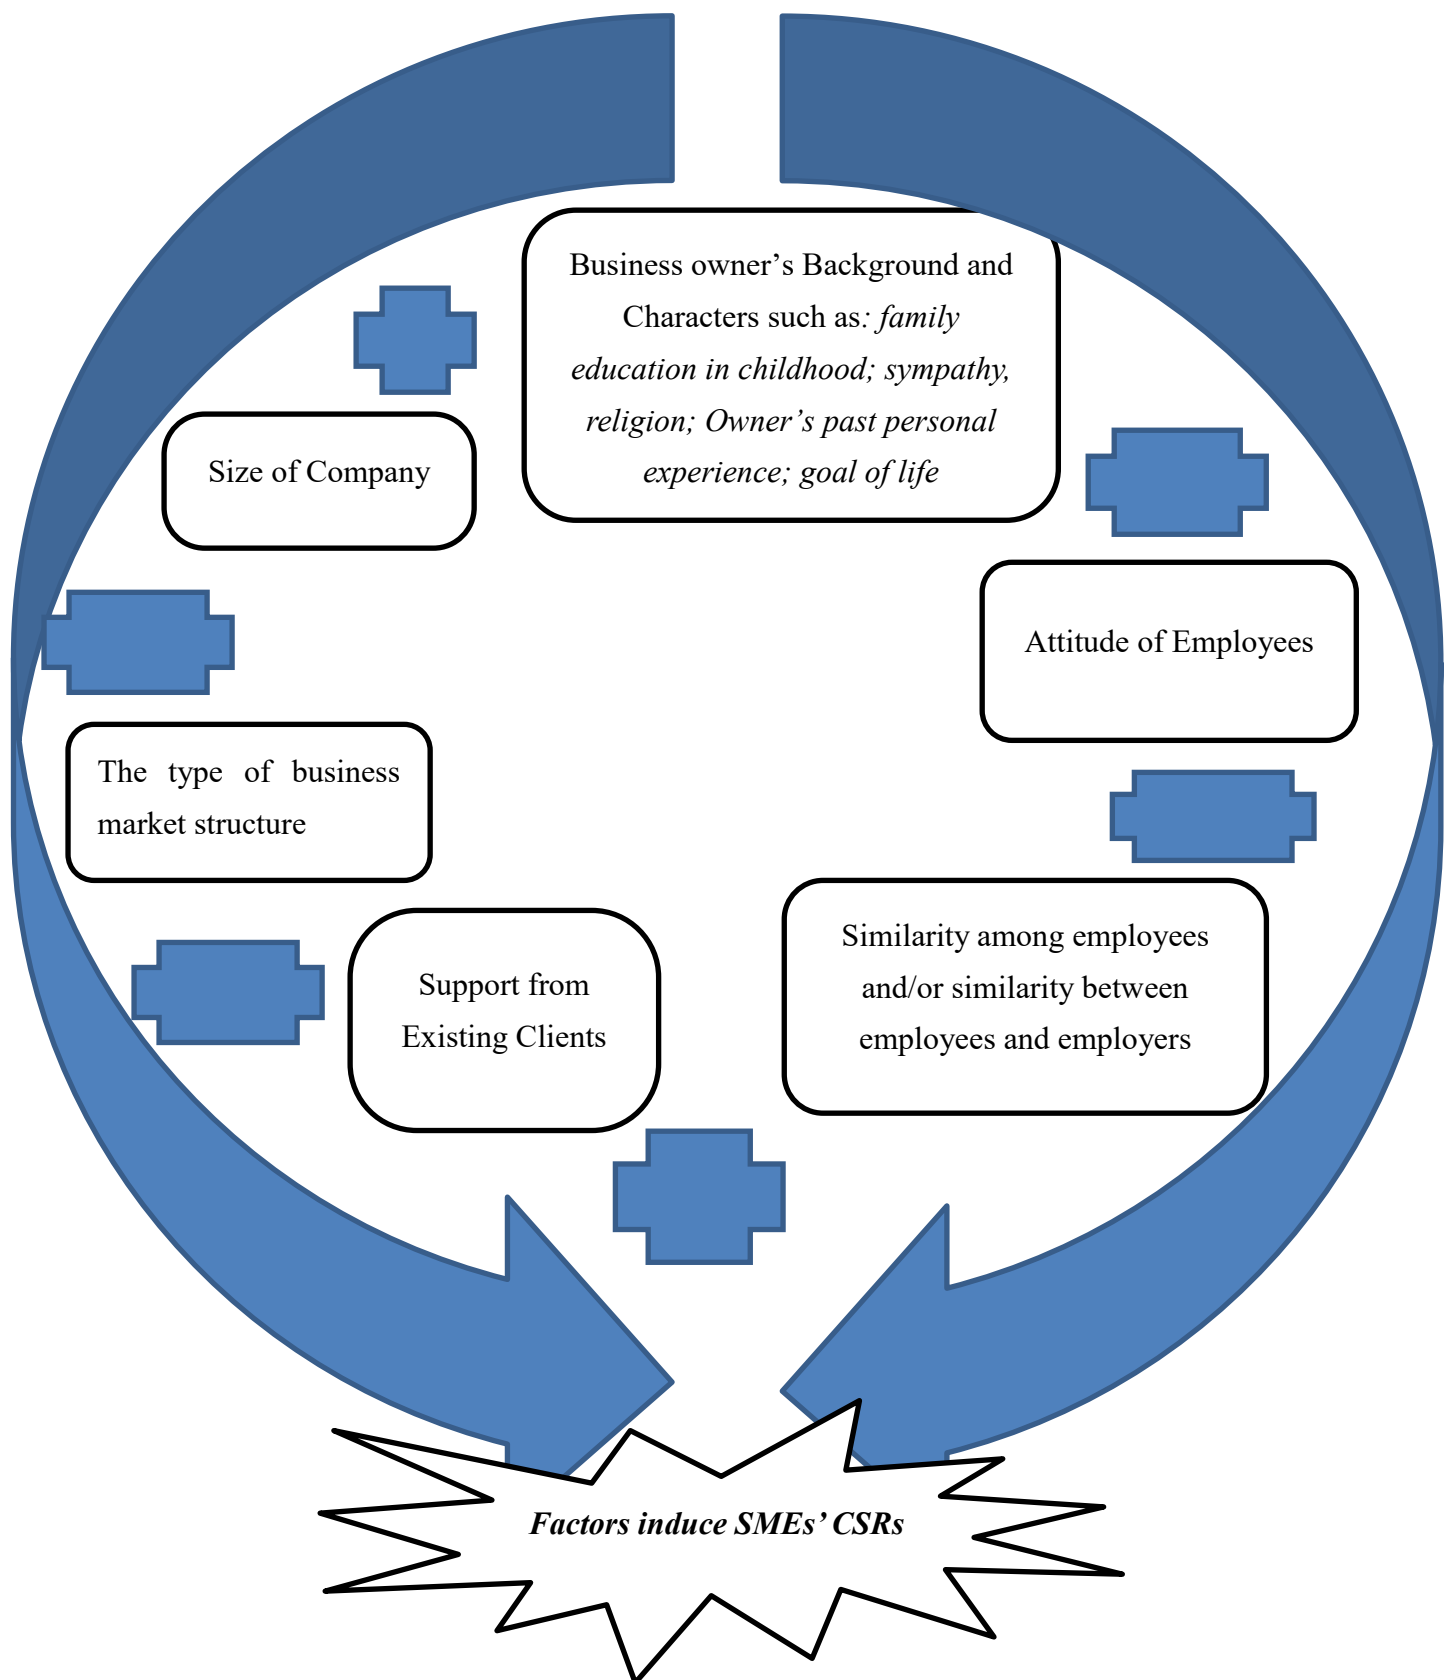 Business owner’s Background and
Characters such as: family
education in childhood; sympathy,
religion; Owner’s past personal
experience; goal of life
Size of Company
Attitude of Employees
The type of business
market structure
Similarity among employees
and/or similarity between
employees and employers
Support from
Existing Clients
Factors induce SMEs’ CSRs